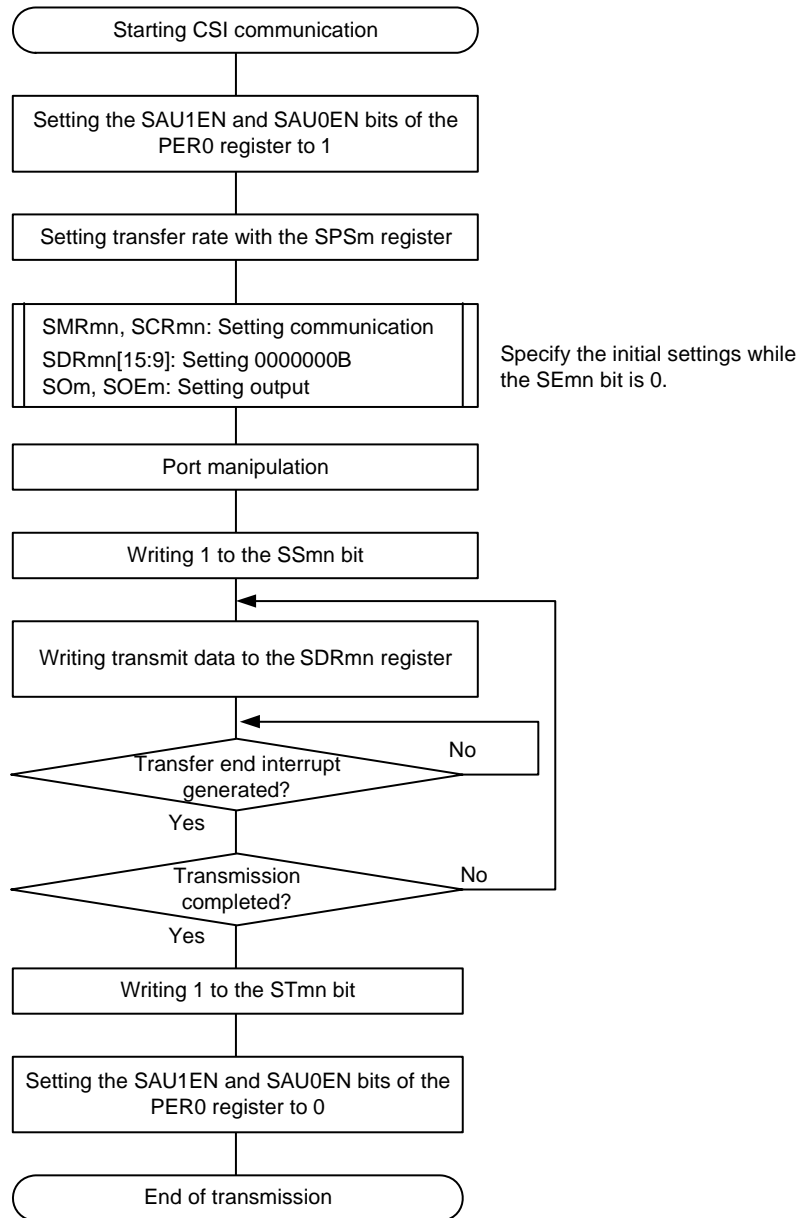 Starting CSI communication
Setting the SAU1EN and SAU0EN bits of the
PER0 register to 1
Setting transfer rate with the SPSm register
SMRmn, SCRmn: Setting communication
SDRmn[15:9]: Setting 0000000B
SOm, SOEm: Setting output
Specify the initial settings while
the SEmn bit is 0.
Port manipulation
Writing 1 to the SSmn bit
Writing transmit data to the SDRmn register
Transfer end interrupt
generated?
No
Yes
Transmission
completed?
No
Yes
Writing 1 to the STmn bit
Setting the SAU1EN and SAU0EN bits of the
PER0 register to 0
End of transmission